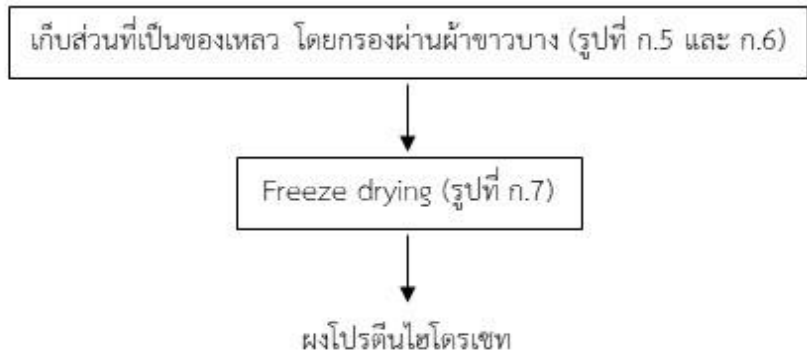 เก็บส่วนที่เป็นของเหลว โดยกรองผ่านผ้าขาวบาง (รูปที่ ก.5 และ ก.6)
Freeze drying (รูปที่ ก.7)
ผงโปรตีนไฮโดรเซท